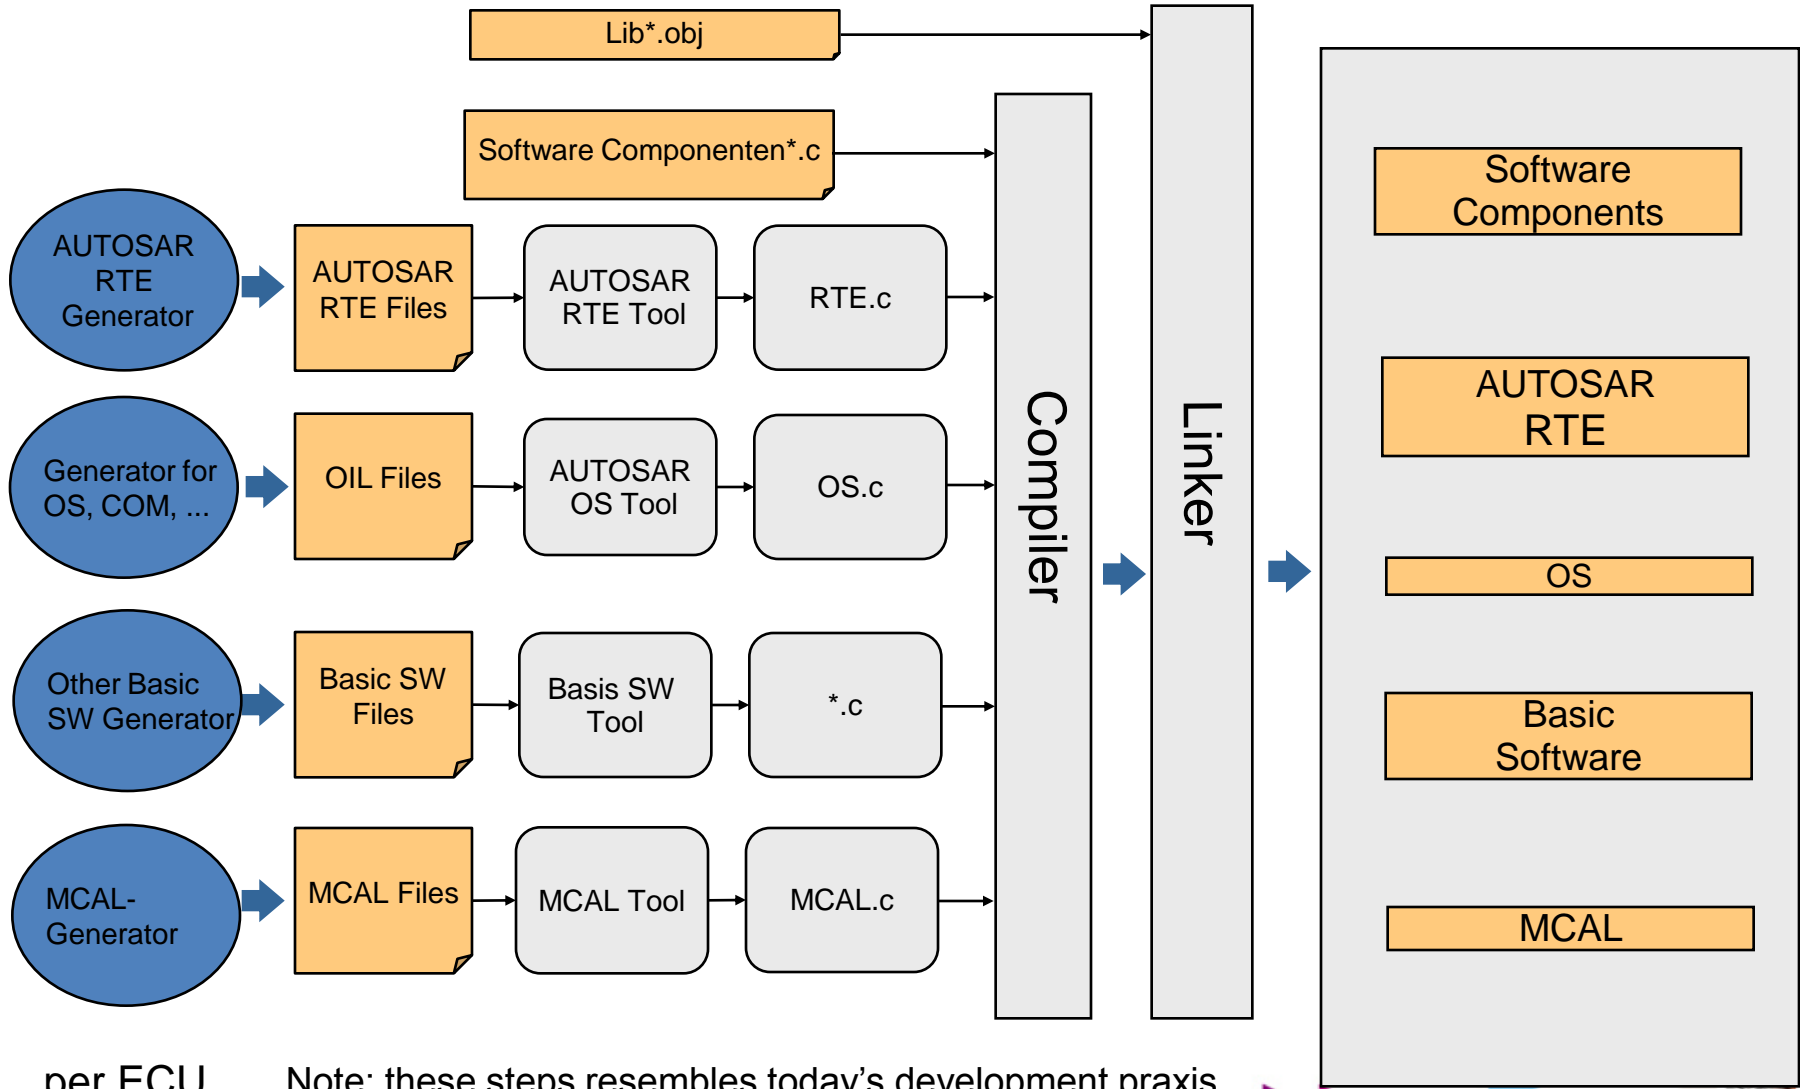 Lib*.obj
Software Componenten*.c
AUTOSAR
RTE
Generator
AUTOSAR
RTE Files
AUTOSAR
RTE Tool
RTE.c
Generator for
OS, COM, ...
OIL Files
AUTOSAR
OS Tool
OS.c
Other Basic
SW Generator
Basic SW
Files
Basis SW
Tool
*.c
MCAL-
Generator
MCAL Files
MCAL Tool
MCAL.c
Compiler
Linker
Software
Components
AUTOSAR
RTE
OS
Basic
Software
MCAL
per ECU
Note: these steps resembles today's development praxis